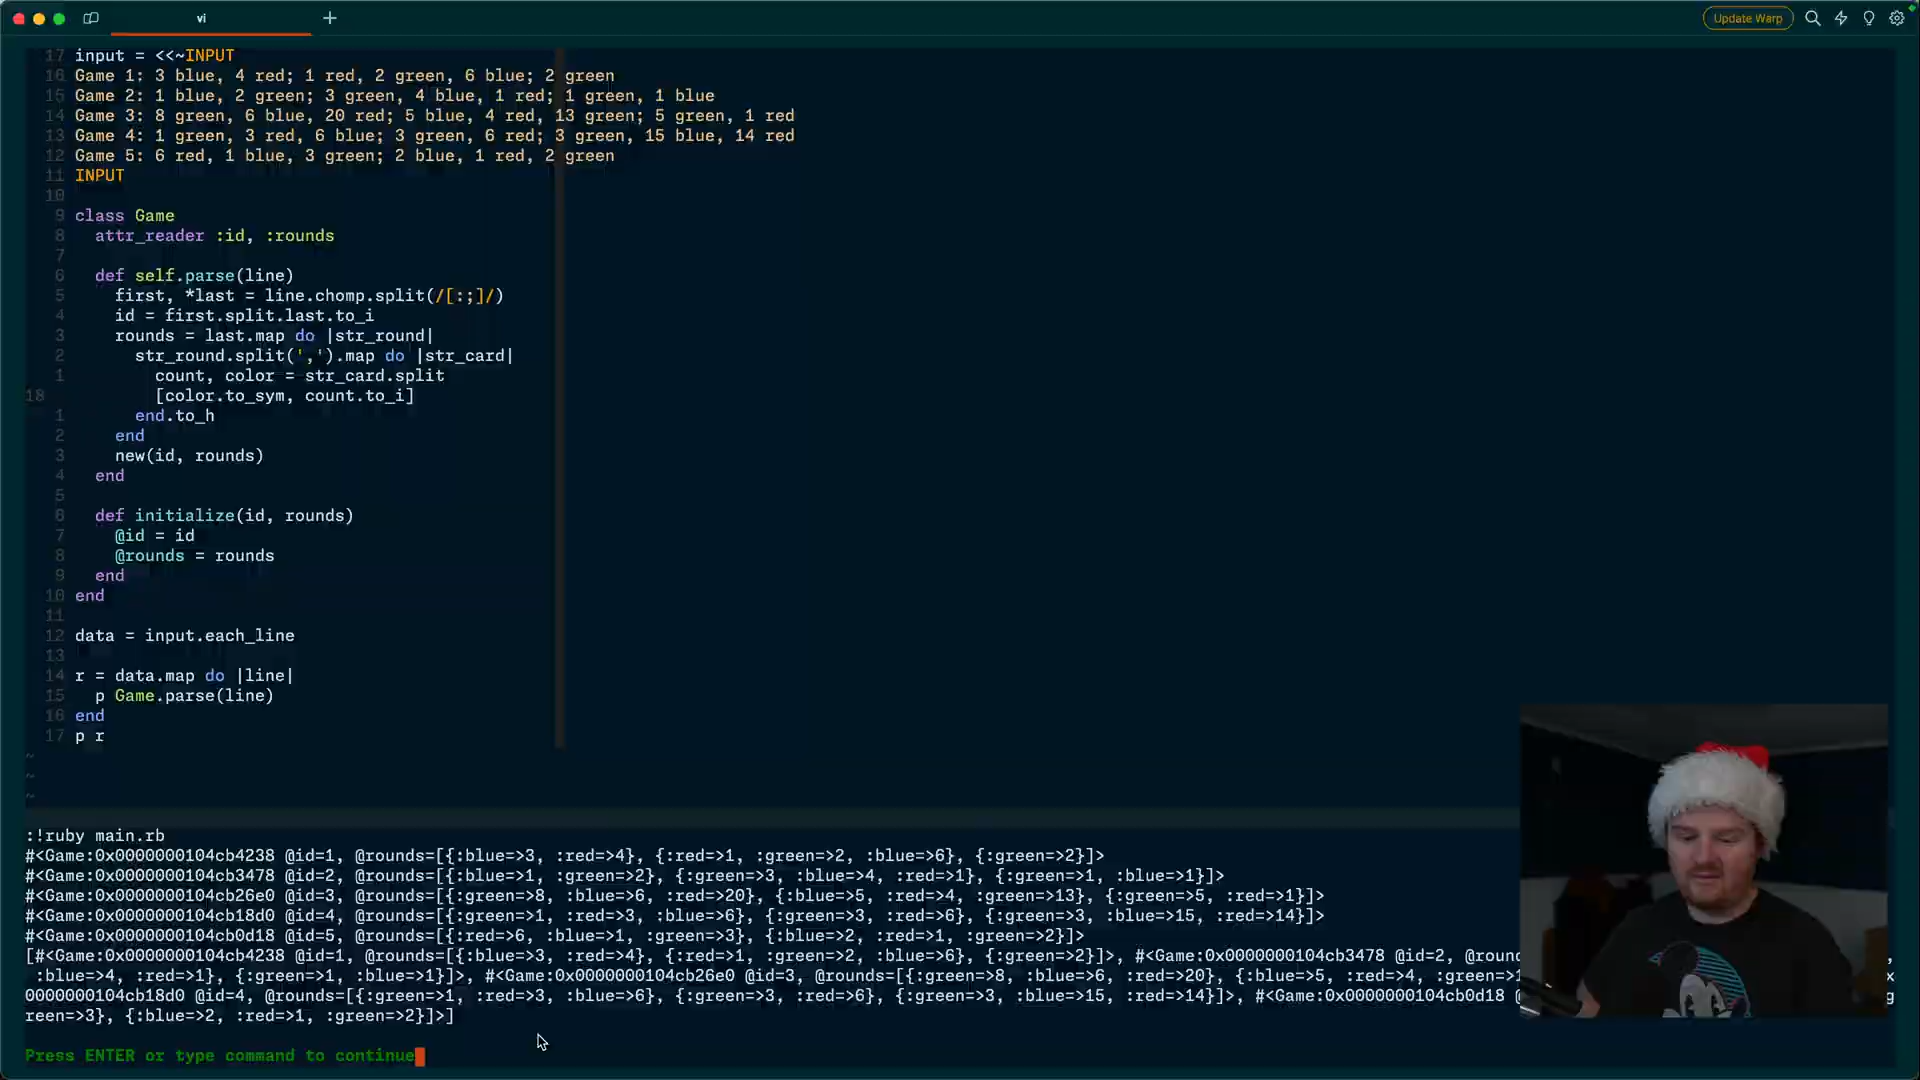 vi
Update Warp
17 input = <<~INPUT
16 Game 1: 3 blue, 4 red; 1 red, 2 green, 6 blue; 2 green
15 Game 2: 1 blue, 2 green; 3 green, 4 blue, 1 red; 1 green, 1 blue
14 Game 3: 8 green, 6 blue, 20 red; 5 blue, 4 red, 13 green; 5 green, 1 red
13 Game 4: 1 green, 3 red, 6 blue; 3 green, 6 red; 3 green, 15 blue, 14 red
12 Game 5: 6 red, 1 blue, 3 green; 2 blue, 1 red, 2 green
11 INPUT
10
9 class Game
8   attr_reader :id, :rounds
7
6   def self.parse(line)
5     first, *last = line.chomp.split(/[:;]/)
4     id = first.split.last.to_i
3     rounds = last.map do |str_round|
2       str_round.split(',').map do |str_card|
1         count, color = str_card.split
18         [color.to_sym, count.to_i]
1       end.to_h
2     end
3     new(id, rounds)
4   end
5
6   def initialize(id, rounds)
7     @id = id
8     @rounds = rounds
9   end
10 end
11
12 data = input.each_line
13
14 r = data.map do |line|
15   p Game.parse(line)
16 end
17 p r
~
~
~
:!ruby main.rb
#<Game:0x0000000104cb4238 @id=1, @rounds=[{:blue=>3, :red=>4}, {:red=>1, :green=>2, :blue=>6}, {:green=>2}]>
#<Game:0x0000000104cb3478 @id=2, @rounds=[{:blue=>1, :green=>2}, {:green=>3, :blue=>4, :red=>1}, {:green=>1, :blue=>1}]>
#<Game:0x0000000104cb26e0 @id=3, @rounds=[{:green=>8, :blue=>6, :red=>20}, {:blue=>5, :red=>4, :green=>13}, {:green=>5, :red=>1}]>
#<Game:0x0000000104cb18d0 @id=4, @rounds=[{:green=>1, :red=>3, :blue=>6}, {:green=>3, :red=>6}, {:green=>3, :blue=>15, :red=>14}]>
#<Game:0x0000000104cb0d18 @id=5, @rounds=[{:red=>6, :blue=>1, :green=>3}, {:blue=>2, :red=>1, :green=>2}]>
[#<Game:0x0000000104cb4238 @id=1, @rounds=[{:blue=>3, :red=>4}, {:red=>1, :green=>2, :blue=>6}, {:green=>2}]>, #<Game:0x0000000104cb3478 @id=2, @roun ,
:blue=>4, :red=>1}, {:green=>1, :blue=>1}]>, #<Game:0x0000000104cb26e0 @id=3, @rounds=[{:green=>8, :blue=>6, :red=>20}, {:blue=>5, :red=>4, :green=>1 x
0000000104cb18d0 @id=4, @rounds=[{:green=>1, :red=>3, :blue=>6}, {:green=>3, :red=>6}, {:green=>3, :blue=>15, :red=>14}]>, #<Game:0x0000000104cb0d18 g
reen=>3}, {:blue=>2, :red=>1, :green=>2}]>]
Press ENTER or type command to continue